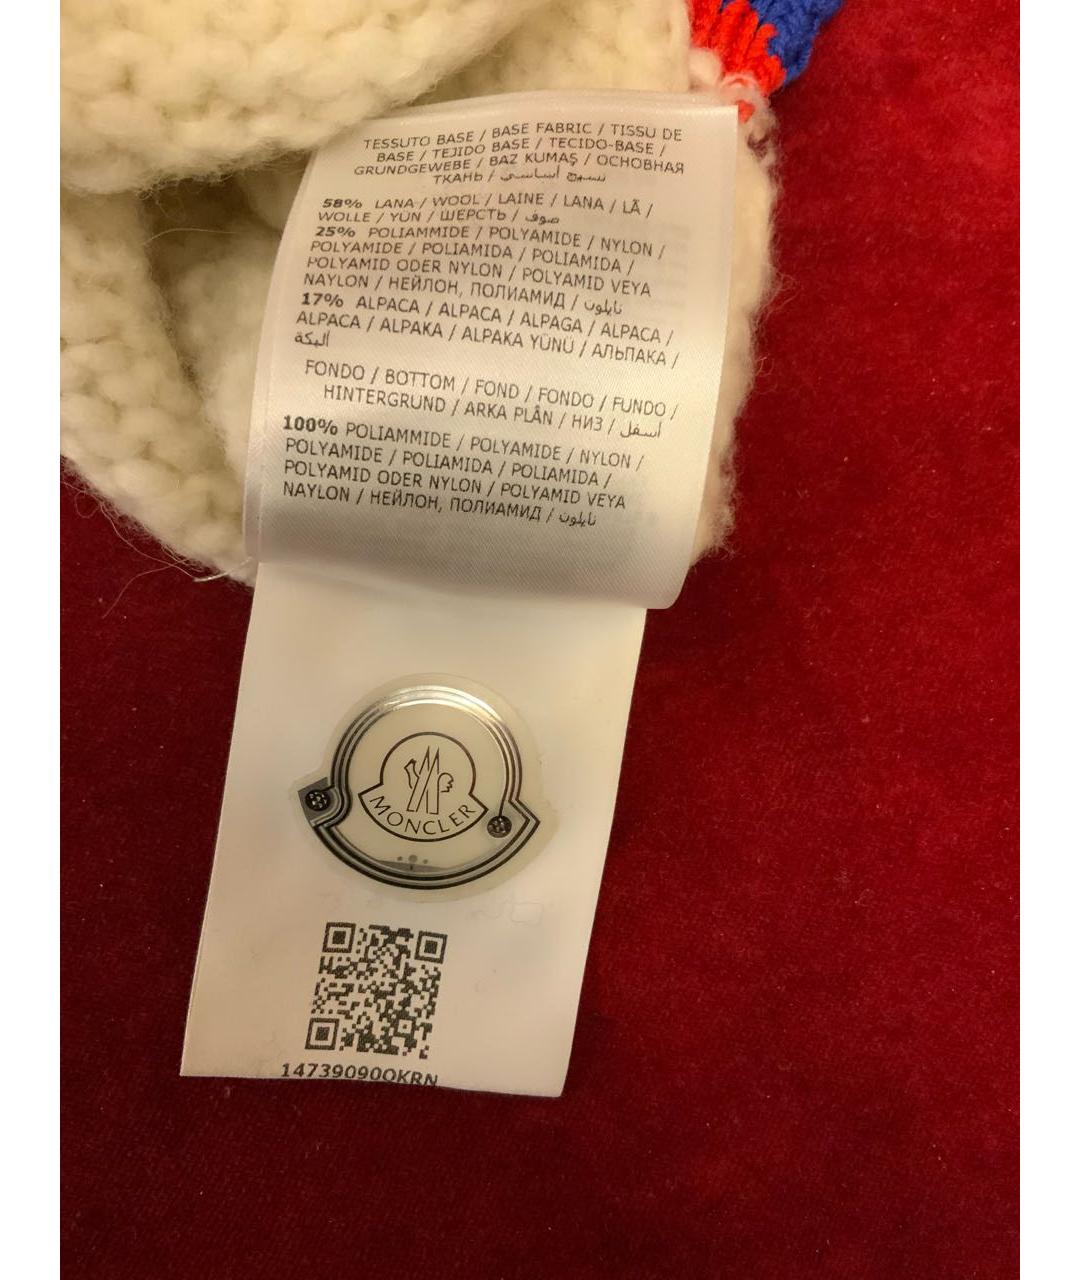 TESSUTO BASE / BASE FABRIC / TISSU DE
BASE / TEJIDO BASE / TECIDO-BASE /
GRUNDGEWEBE / BAZ KUMAŞ / ОСНОВНАЯ
ТКАНЬ / نسيج أساسي
58% LANA / WOOL / LAINE / LANA / LÃ /
WOLLE / YÜN / ШЕРСТЬ / صوف
25% POLIAMMIDE / POLYAMIDE / NYLON /
POLYAMIDE / POLIAMIDA / POLIAMIDA /
POLYAMID ODER NYLON / POLYAMID VEYA
NAYLON / НЕЙЛОН, ПОЛИАМИД / نايلون
17% ALPACA / ALPACA / ALPAGA / ALPACA /
ALPACA / ALPAKA / ALPAKA YÜNÜ / АЛЬПАКА /
ألبكة
FONDO / BOTTOM / FOND / FONDO / FUNDO /
HINTERGRUND / ARKA PLÂN / НИЗ / أسفل
100% POLIAMMIDE / POLYAMIDE / NYLON /
POLYAMIDE / POLIAMIDA / POLIAMIDA /
POLYAMID ODER NYLON / POLYAMID VEYA
NAYLON / НЕЙЛОН, ПОЛИАМИД / نايلون
MONCLER
147390900KRN